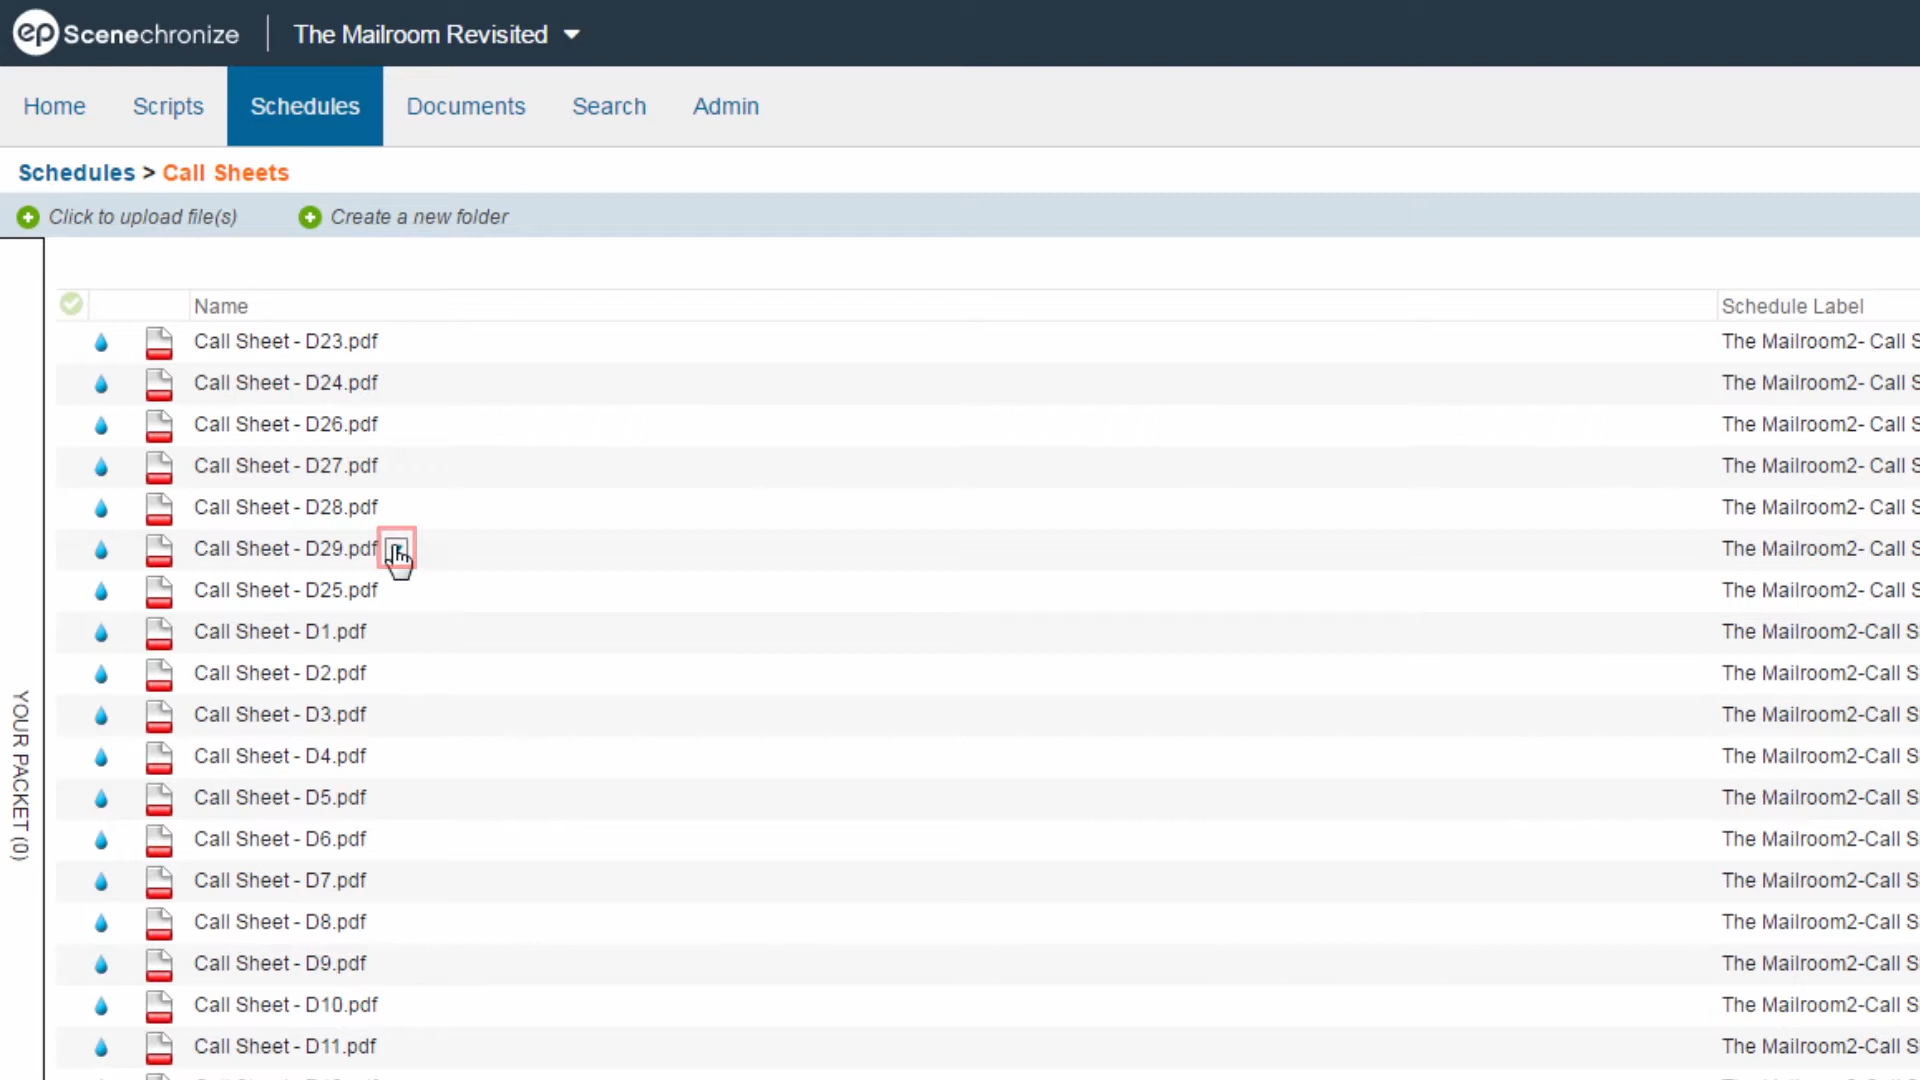 ep Scenechronize The Mailroom Revisited
Home Scripts Schedules Documents Search Admin
Schedules > Call Sheets
Click to upload file(s) Create a new folder
Name Schedule Label
Call Sheet - D23.pdf The Mailroom2- Call S
Call Sheet - D24.pdf The Mailroom2- Call S
Call Sheet - D26.pdf The Mailroom2- Call S
Call Sheet - D27.pdf The Mailroom2- Call S
Call Sheet - D28.pdf The Mailroom2- Call S
Call Sheet - D29.pdf The Mailroom2- Call S
Call Sheet - D25.pdf The Mailroom2- Call S
Call Sheet - D1.pdf The Mailroom2-Call S
Call Sheet - D2.pdf The Mailroom2-Call S
Call Sheet - D3.pdf The Mailroom2-Call S
Call Sheet - D4.pdf The Mailroom2-Call S
Call Sheet - D5.pdf The Mailroom2-Call S
Call Sheet - D6.pdf The Mailroom2-Call S
Call Sheet - D7.pdf The Mailroom2-Call S
Call Sheet - D8.pdf The Mailroom2-Call S
Call Sheet - D9.pdf The Mailroom2-Call S
Call Sheet - D10.pdf The Mailroom2-Call S
Call Sheet - D11.pdf The Mailroom2-Call S
YOUR PACKET (0)